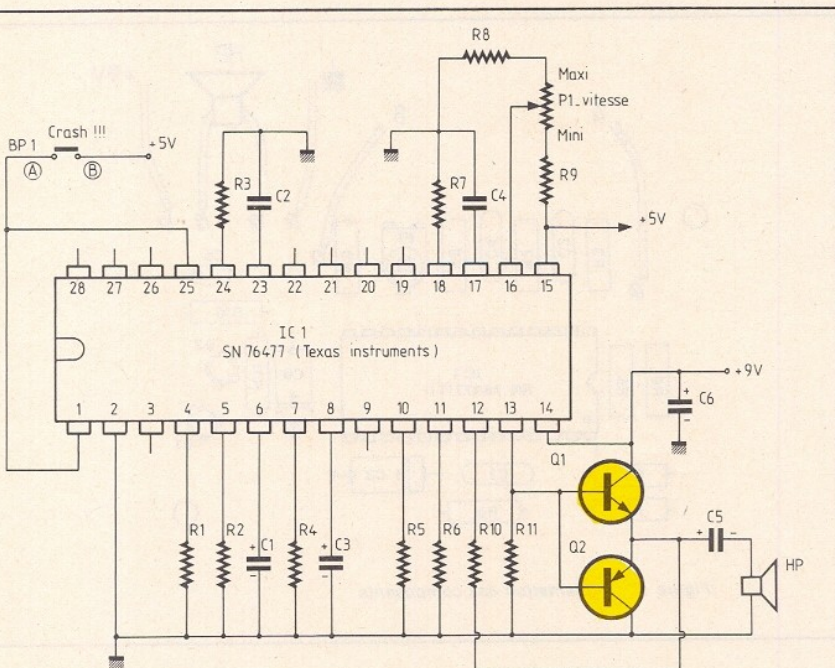 R8
Maxi
P1_vitesse
Mini
Crash !!!
BP 1
+5V
A
B
R3
C2
R7
C4
R9
+5V
28 27 26 25 24 23 22 21 20 19 18 17 16 15
IC 1
SN 76477 ( Texas instruments )
1 2 3 4 5 6 7 8 9 10 11 12 13 14
+9V
+
C6
-
Q1
R1
R2
+
C1
-
R4
+
C3
-
R5
R6
R10
R11
Q2
C5
+
-
HP